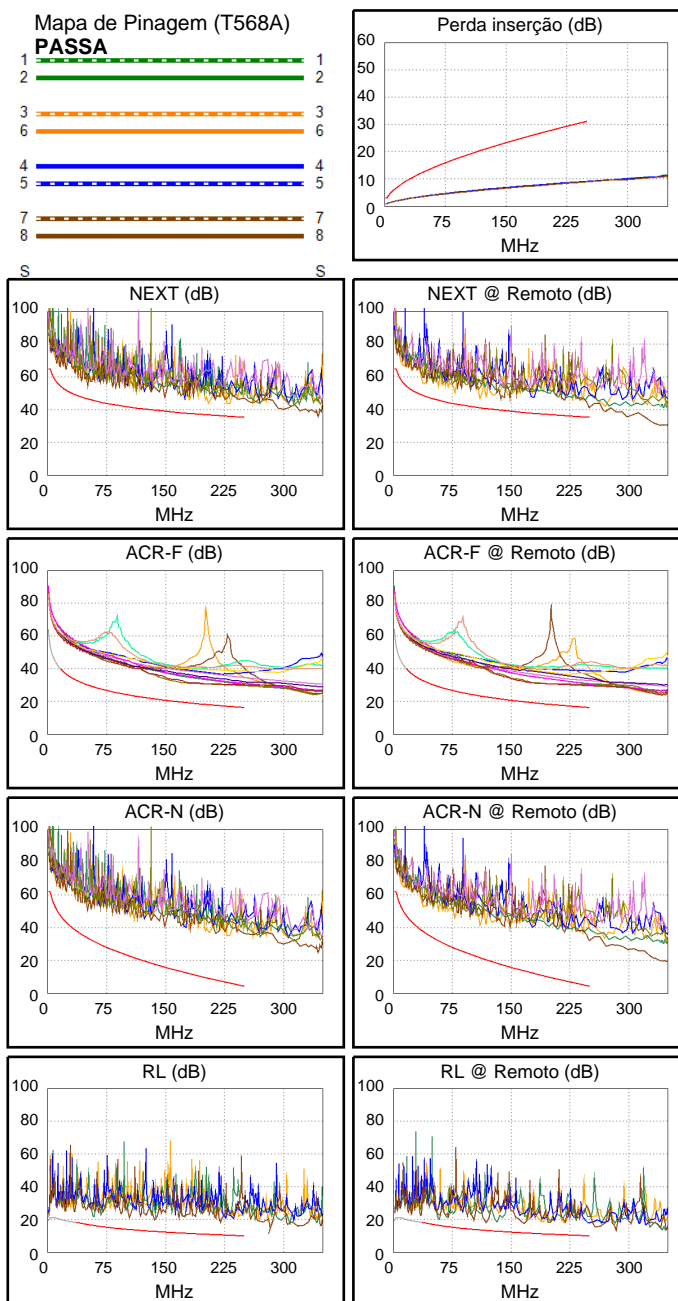 Mapa de Pinagem (T568A)
PASSA
1 1
2 2
3 3
6 6
4 4
5 5
7 7
8 8
S S
Perda inserção (dB)
60
50
40
30
20
10
0
0 75 150 225 300
MHz
NEXT (dB)
100
80
60
40
20
0
0 75 150 225 300
MHz
NEXT @ Remoto (dB)
100
80
60
40
20
0
0 75 150 225 300
MHz
ACR-F (dB)
100
80
60
40
20
0
0 75 150 225 300
MHz
ACR-F @ Remoto (dB)
100
80
60
40
20
0
0 75 150 225 300
MHz
ACR-N (dB)
100
80
60
40
20
0
0 75 150 225 300
MHz
ACR-N @ Remoto (dB)
100
80
60
40
20
0
0 75 150 225 300
MHz
RL (dB)
100
80
60
40
20
0
0 75 150 225 300
MHz
RL @ Remoto (dB)
100
80
60
40
20
0
0 75 150 225 300
MHz